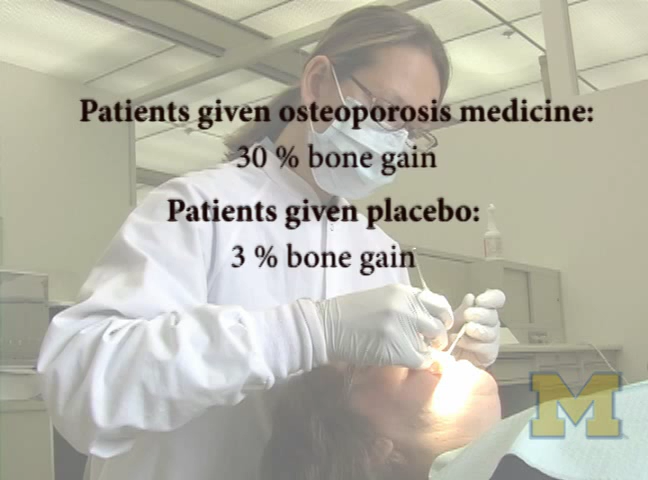 Patients given osteoporosis medicine:
30 % bone gain
Patients given placebo:
3 % bone gain
M